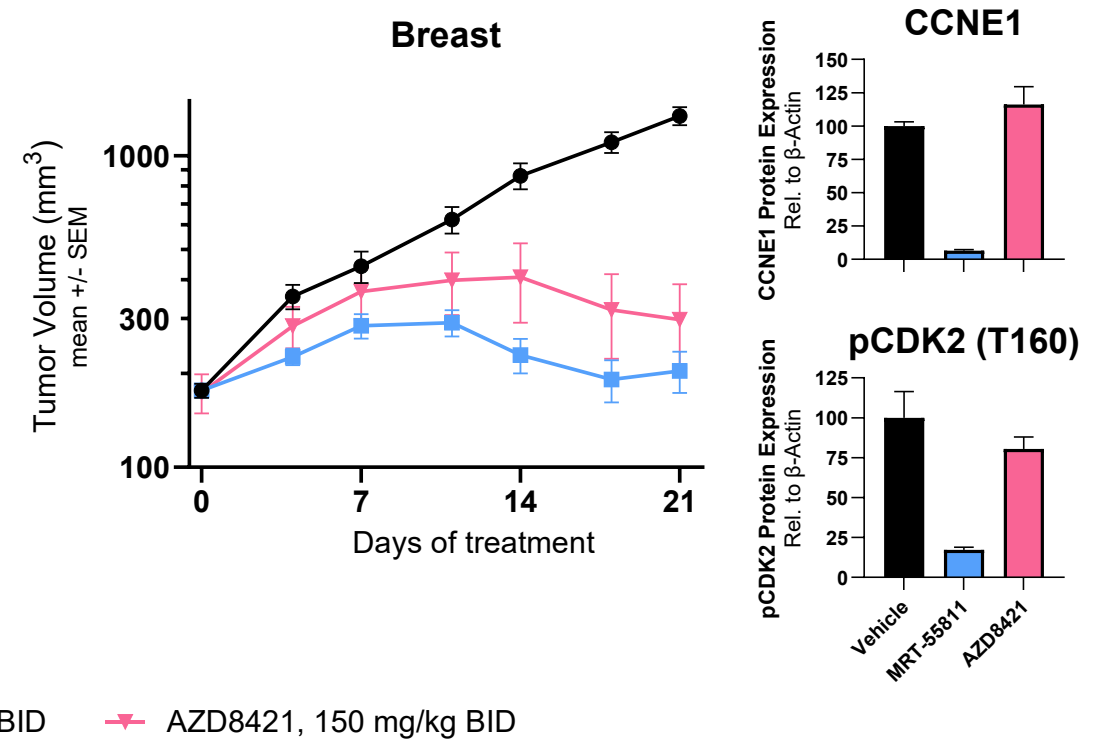 Breast
Tumor Volume (mm³)
mean +/- SEM
1000
300
100
0 7 14 21
Days of treatment
CCNE1
CCNE1 Protein Expression
Rel. to β-Actin
150
125
100
75
50
25
0
pCDK2 (T160)
pCDK2 Protein Expression
Rel. to β-Actin
125
100
75
50
25
0
Vehicle
MRT-55811
AZD8421
BID
AZD8421, 150 mg/kg BID